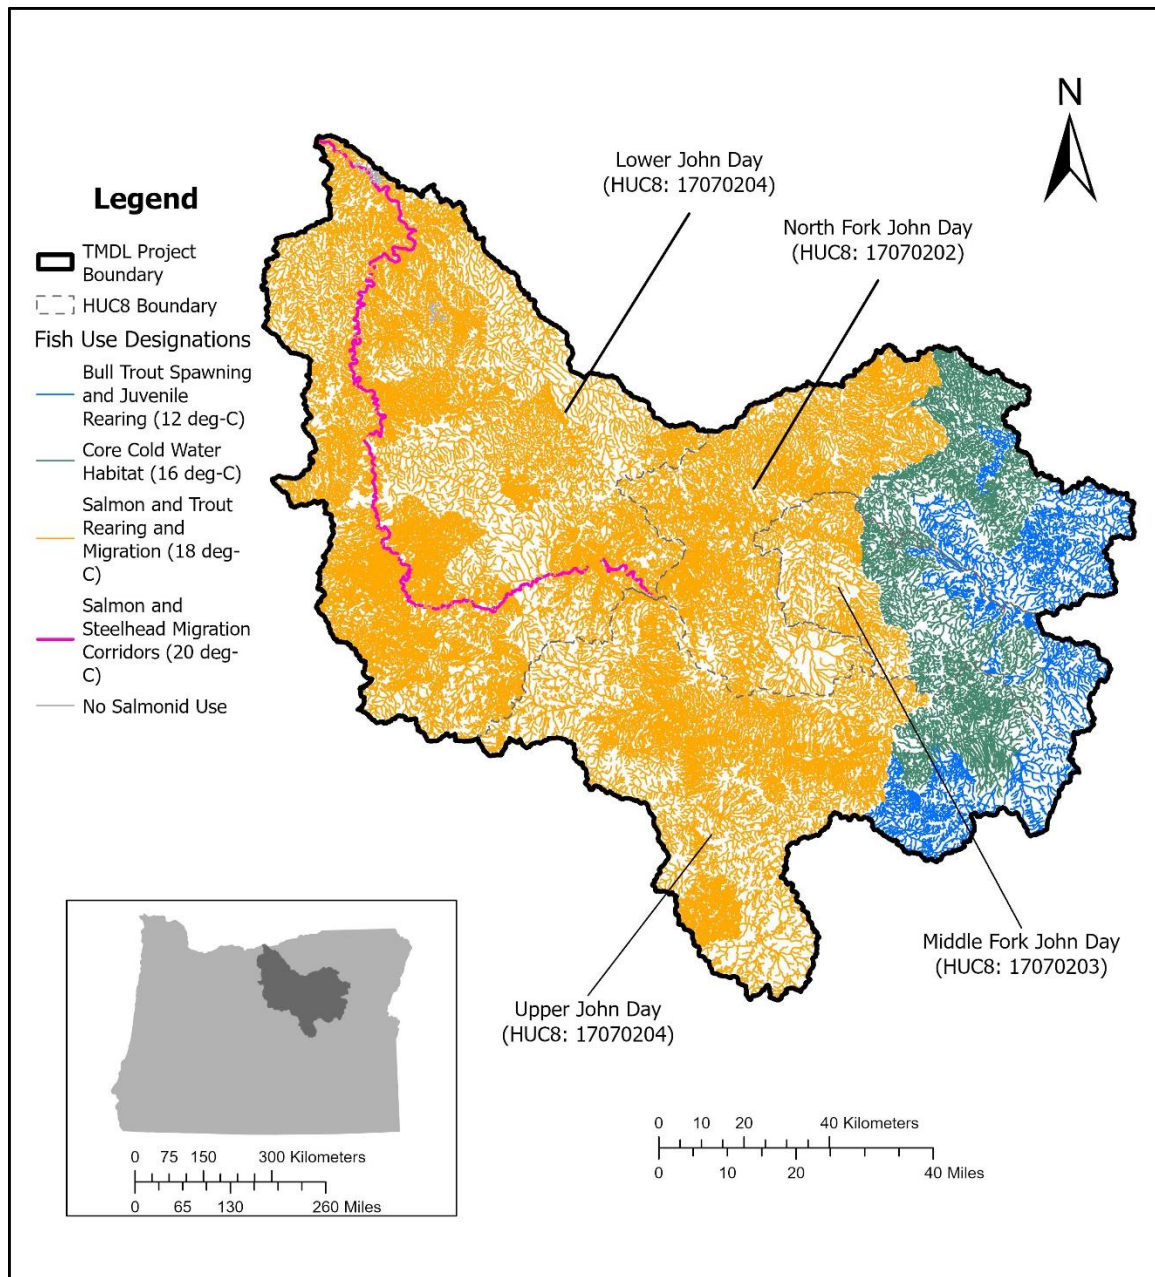 N
Lower John Day
(HUC8: 17070204)
North Fork John Day
(HUC8: 17070202)
Legend
TMDL Project
Boundary
HUC8 Boundary
Fish Use Designations
Bull Trout Spawning
and Juvenile
Rearing (12 deg-C)
Core Cold Water
Habitat (16 deg-C)
Salmon and Trout
Rearing and
Migration (18 deg-
C)
Salmon and
Steelhead Migration
Corridors (20 deg-
C)
No Salmonid Use
Middle Fork John Day
(HUC8: 17070203)
Upper John Day
(HUC8: 17070204)
0 75 150 300 Kilometers
0 65 130 260 Miles
0 10 20 40 Kilometers
0 10 20 40 Miles